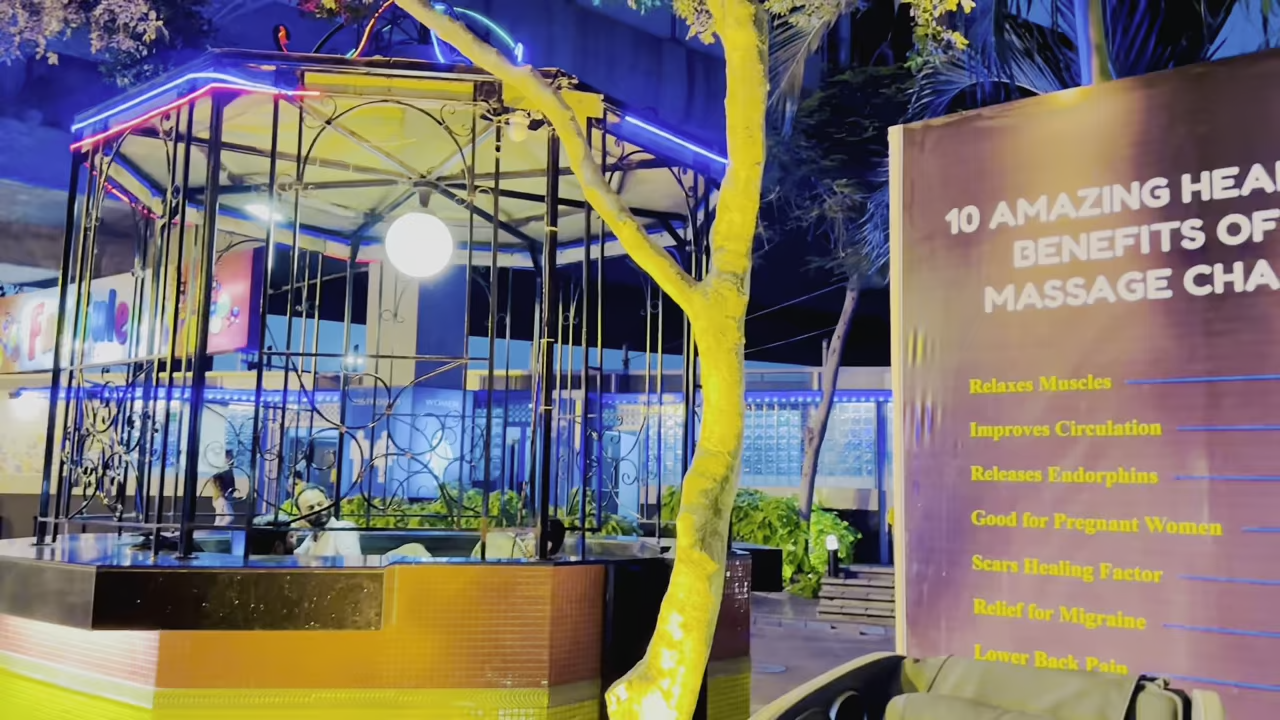 10 AMAZING HEA
BENEFITS OF
MASSAGE CHA
Relaxes Muscles
Improves Circulation
Releases Endorphins
Good for Pregnant Women
Scars Healing Factor
Relief for Migraine
Lower Back Pain
WOMEN